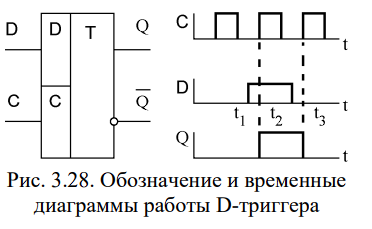 D D T Q C t
C C Q̅ D t₁ t₂ t₃ t
Q t
Рис. 3.28. Обозначение и временные
диаграммы работы D-триггера